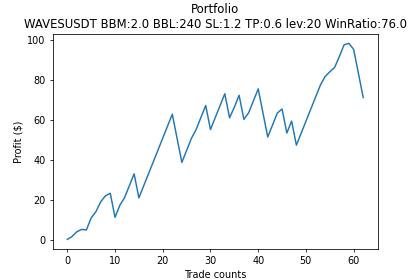 Portfolio
WAVESUSDT BBM:2.0 BBL:240 SL:1.2 TP:0.6 lev:20 WinRatio:76.0
100
80
60
40
20
0
Profit ($)
0 10 20 30 40 50 60
Trade counts